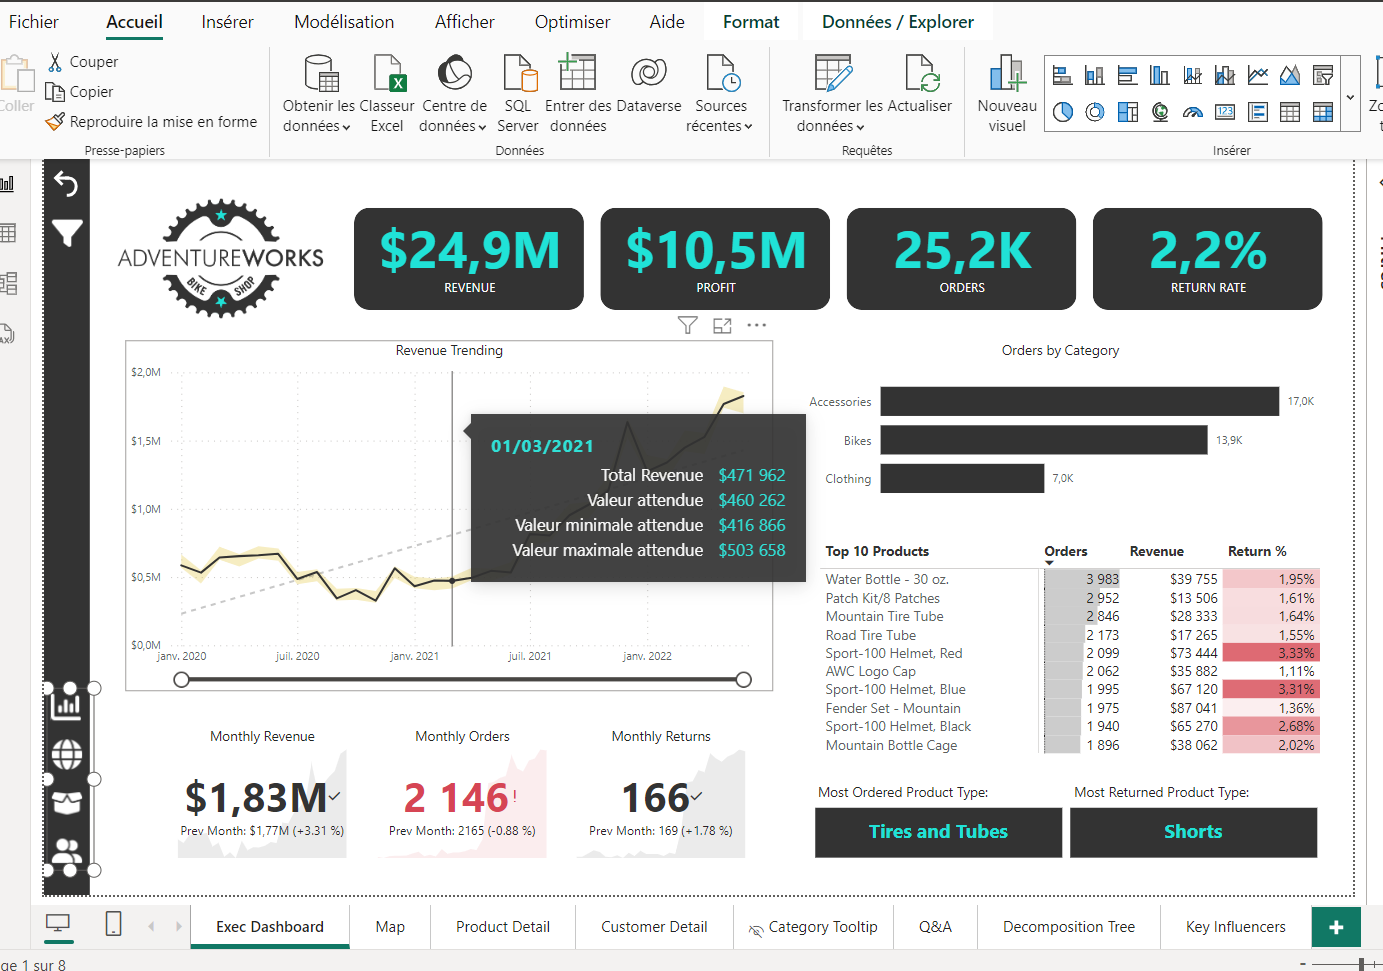 Fichier Accueil Insérer Modélisation Afficher Optimiser Aide Format Données / Explorer
Coller
Couper
Copier
Reproduire la mise en forme
Presse-papiers
Obtenir les données
Classeur Excel
Centre de données
SQL Server
Entrer des données
Dataverse
Sources récentes
Données
Transformer les données
Actualiser
Requêtes
Nouveau visuel
123
Insérer
ADVENTUREWORKS
BIKE SHOP
$24,9M
REVENUE
$10,5M
PROFIT
25,2K
ORDERS
2,2%
RETURN RATE
Revenue Trending
$2,0M
$1,5M
$1,0M
$0,5M
$0,0M
janv. 2020 juil. 2020 janv. 2021 juil. 2021 janv. 2022
01/03/2021
Total Revenue $471 962
Valeur attendue $460 262
Valeur minimale attendue $416 866
Valeur maximale attendue $503 658
Orders by Category
Accessories 17,0K
Bikes 13,9K
Clothing 7,0K
Top 10 Products Orders Revenue Return %
Water Bottle - 30 oz. 3 983 $39 755 1,95%
Patch Kit/8 Patches 2 952 $13 506 1,61%
Mountain Tire Tube 2 846 $28 333 1,64%
Road Tire Tube 2 173 $17 265 1,55%
Sport-100 Helmet, Red 2 099 $73 444 3,33%
AWC Logo Cap 2 062 $35 882 1,11%
Sport-100 Helmet, Blue 1 995 $67 120 3,31%
Fender Set - Mountain 1 975 $87 041 1,36%
Sport-100 Helmet, Black 1 940 $65 270 2,68%
Mountain Bottle Cage 1 896 $38 062 2,02%
Monthly Revenue
$1,83M
Prev Month: $1,77M (+3.31 %)
Monthly Orders
2 146!
Prev Month: 2165 (-0.88 %)
Monthly Returns
166
Prev Month: 169 (+1.78 %)
Most Ordered Product Type:
Tires and Tubes
Most Returned Product Type:
Shorts
Exec Dashboard Map Product Detail Customer Detail Category Tooltip Q&A Decomposition Tree Key Influencers
ge 1 sur 8